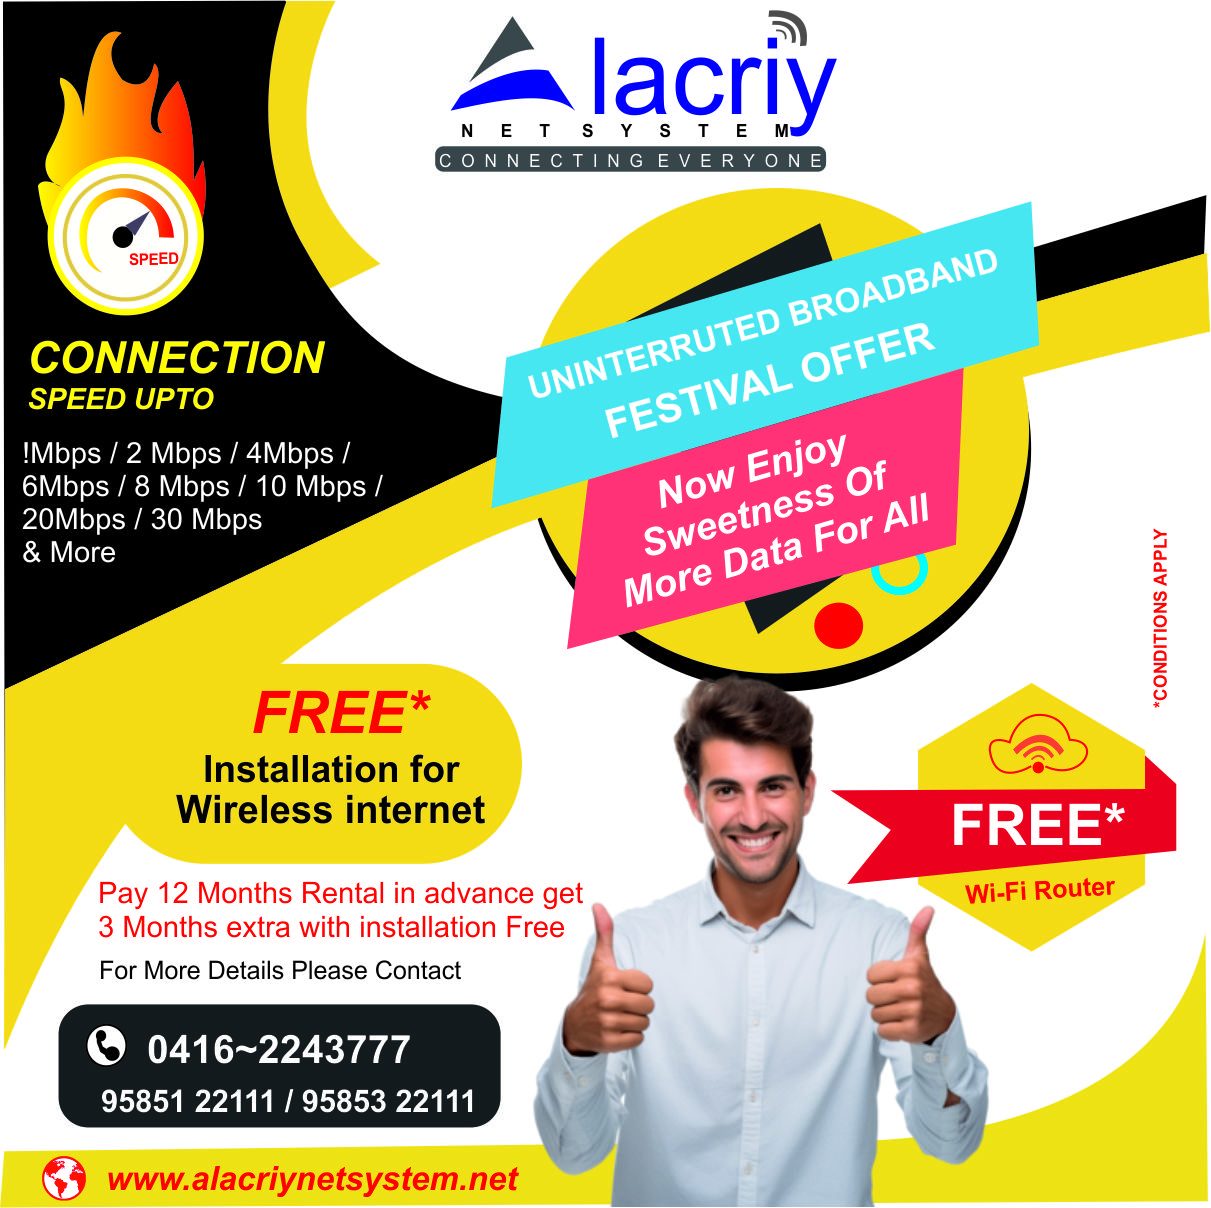 Alacriy
NETSYSTEM
CONNECTING EVERYONE
SPEED
CONNECTION
SPEED UPTO
!Mbps / 2 Mbps / 4Mbps /
6Mbps / 8 Mbps / 10 Mbps /
20Mbps / 30 Mbps
& More
UNINTERRUTED BROADBAND
FESTIVAL OFFER
Now Enjoy
Sweetness Of
More Data For All
*CONDITIONS APPLY
FREE*
Installation for
Wireless internet
FREE*
Wi-Fi Router
Pay 12 Months Rental in advance get
3 Months extra with installation Free
For More Details Please Contact
0416~2243777
95851 22111 / 95853 22111
www.alacriynetsystem.net